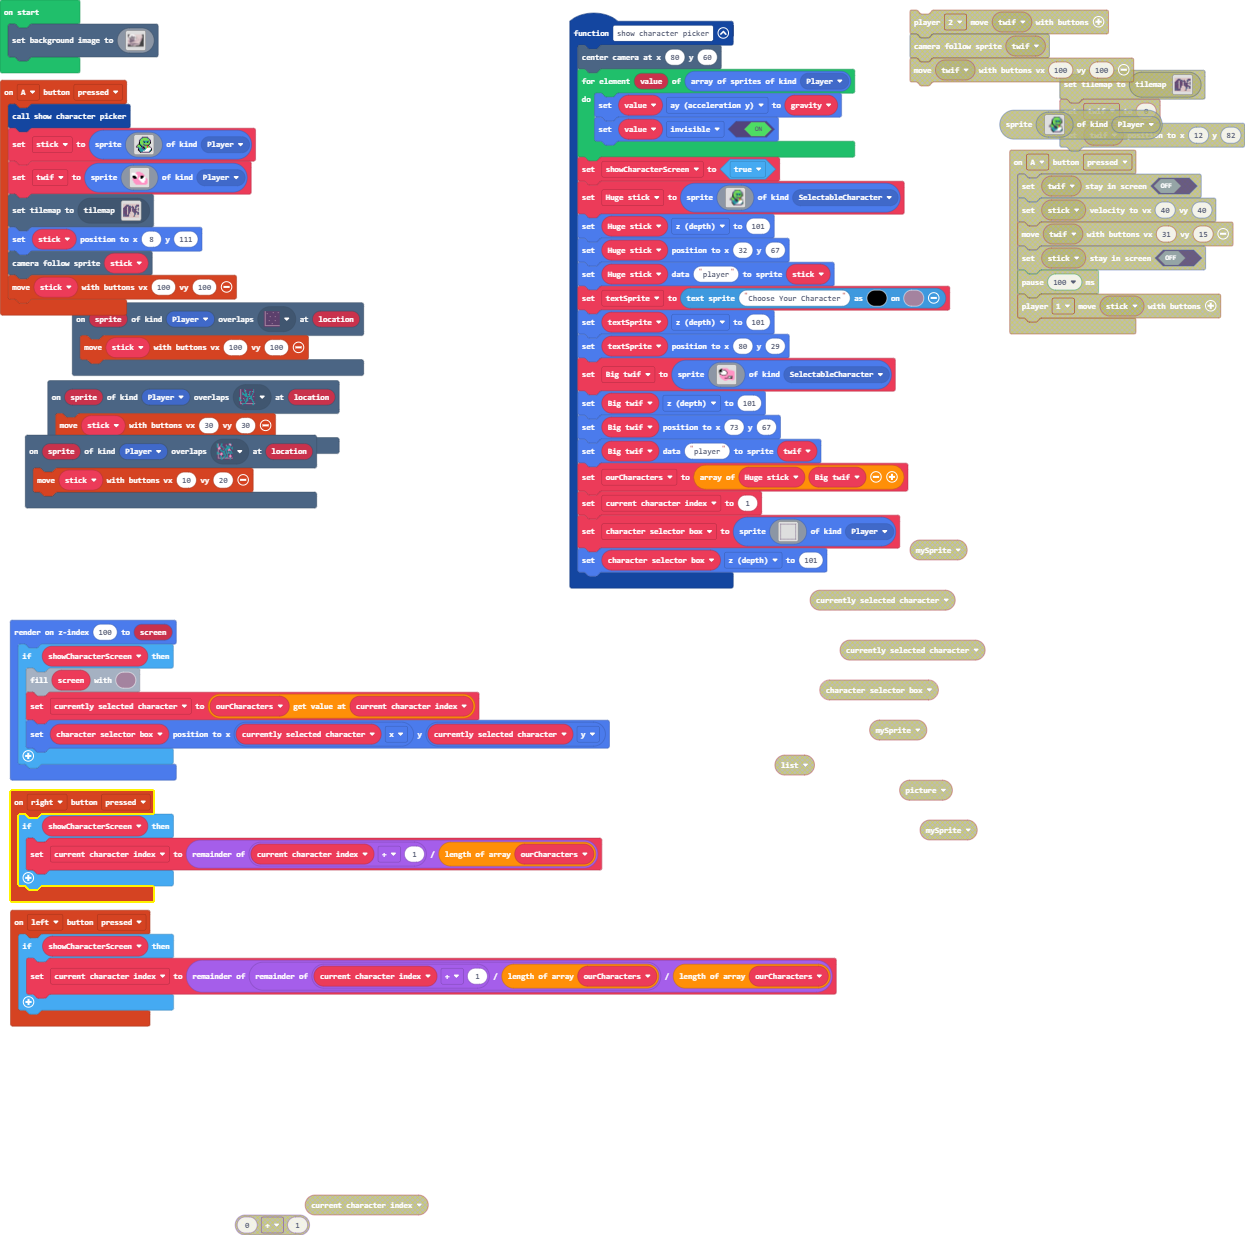 on start
set background image to
on A button pressed
call show character picker
set stick to sprite of kind Player
set twif to sprite of kind Player
set tilemap to tilemap
set stick position to x 8 y 111
camera follow sprite stick
move stick with buttons vx 100 vy 100
on sprite of kind Player overlaps at location
move stick with buttons vx 100 vy 100
on sprite of kind Player overlaps at location
move stick with buttons vx 30 vy 30
on sprite of kind Player overlaps at location
move stick with buttons vx 10 vy 20
function show character picker
center camera at x 80 y 60
for element value of array of sprites of kind Player
do
set value ay (acceleration y) to gravity
set value invisible ON
set showCharacterScreen to true
set Huge stick to sprite of kind SelectableCharacter
set Huge stick z (depth) to 101
set Huge stick position to x 32 y 67
set Huge stick data "player" to sprite stick
set textSprite to text sprite "Choose Your Character" as on
set textSprite z (depth) to 101
set textSprite position to x 80 y 29
set Big twif to sprite of kind SelectableCharacter
set Big twif z (depth) to 101
set Big twif position to x 73 y 67
set Big twif data "player" to sprite twif
set ourCharacters to array of Huge stick Big twif
set current character index to 1
set character selector box to sprite of kind Player
set character selector box z (depth) to 101
player 2 move twif with buttons
camera follow sprite twif
move twif with buttons vx 100 vy 100
set tilemap to tilemap
sprite of kind Player
to x 12 y 82
on A button pressed
set twif stay in screen OFF
set stick velocity to vx 40 vy 40
move twif with buttons vx 31 vy 15
set stick stay in screen OFF
pause 100 ms
player 1 move stick with buttons
mySprite
currently selected character
currently selected character
character selector box
mySprite
list
picture
mySprite
render on z-index 100 to screen
if showCharacterScreen then
fill screen with
set currently selected character to ourCharacters get value at current character index
set character selector box position to x currently selected character x y currently selected character y
on right button pressed
if showCharacterScreen then
set current character index to remainder of current character index + 1 / length of array ourCharacters
on left button pressed
if showCharacterScreen then
set current character index to remainder of remainder of current character index + 1 / length of array ourCharacters / length of array ourCharacters
current character index
0 + 1